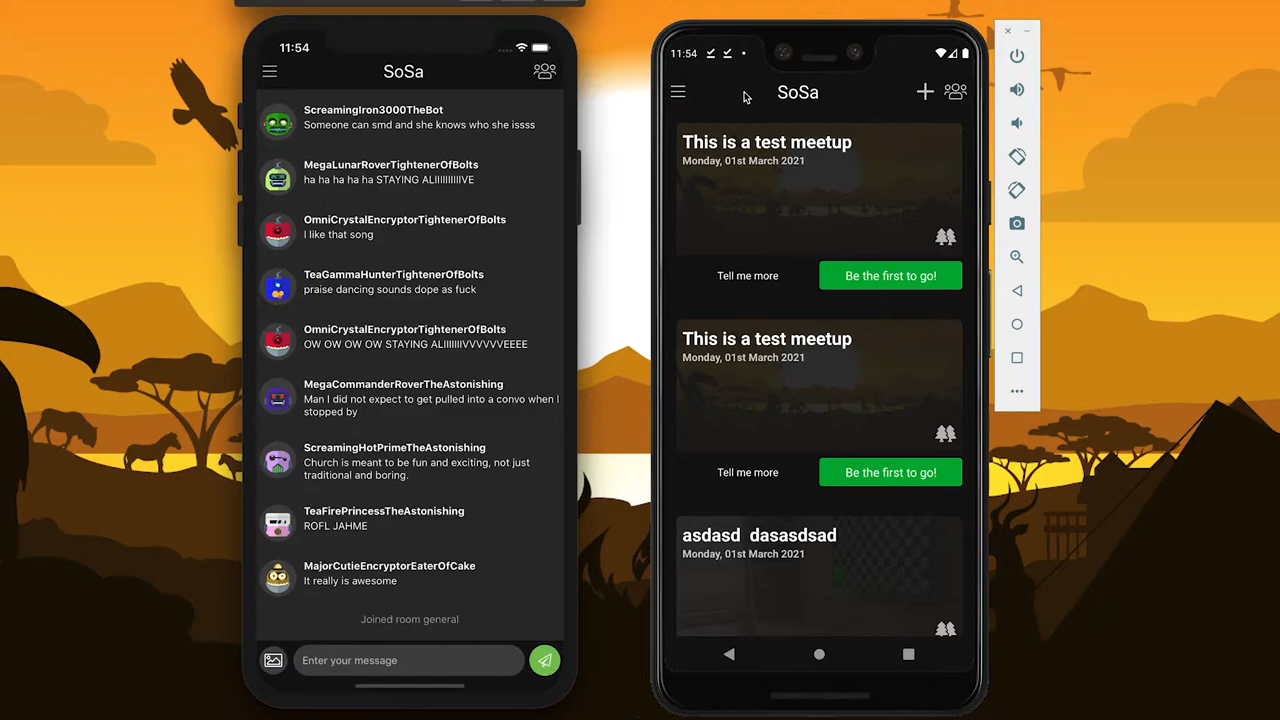 11:54
SoSa
ScreamingIron3000TheBot
Someone can smd and she knows who she issss
MegaLunarRoverTightenerOfBolts
ha ha ha ha ha STAYING ALIIIIIIIIIVE
OmniCrystalEncryptorTightenerOfBolts
I like that song
TeaGammaHunterTightenerOfBolts
praise dancing sounds dope as fuck
OmniCrystalEncryptorTightenerOfBolts
OW OW OW OW STAYING ALIIIIIIVVVVVVEEEE
MegaCommanderRoverTheAstonishing
Man I did not expect to get pulled into a convo when I
stopped by
ScreamingHotPrimeTheAstonishing
Church is meant to be fun and exciting, not just
traditional and boring.
TeaFirePrincessTheAstonishing
ROFL JAHME
MajorCutieEncryptorEaterOfCake
It really is awesome
Joined room general
Enter your message
11:54
SoSa
This is a test meetup
Monday, 01st March 2021
Tell me more
Be the first to go!
This is a test meetup
Monday, 01st March 2021
Tell me more
Be the first to go!
asdasd dasasdsad
Monday, 01st March 2021